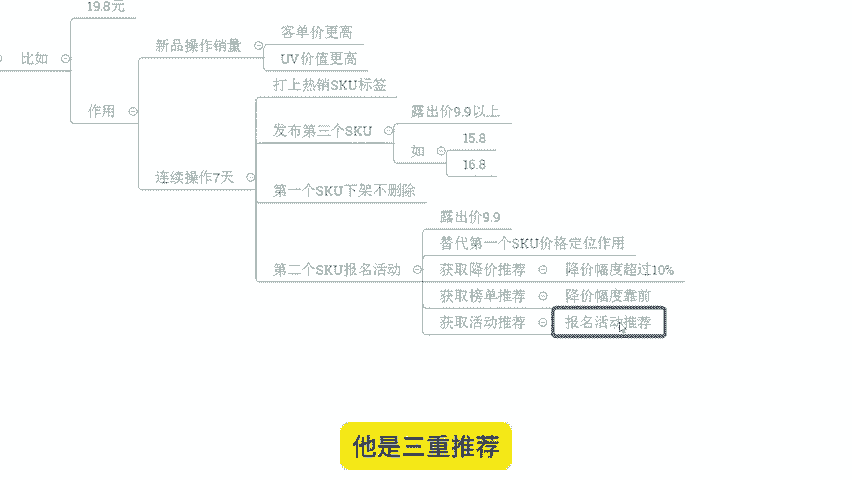 19.8元
比如
新品操作销量
客单价更高
UV价值更高
作用
打上热销SKU标签
发布第三个SKU
露出价9.9以上
如
15.8
16.8
连续操作7天
第一个SKU下架不删除
露出价9.9
替代第一个SKU价格定位作用
第二个SKU报名活动
获取降价推荐
降价幅度超过10%
获取榜单推荐
降价幅度靠前
获取活动推荐
报名活动推荐
他是三重推荐